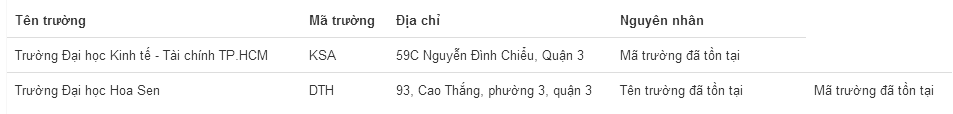 Tên trường Mã trường Địa chỉ Nguyên nhân
Trường Đại học Kinh tế - Tài chính TP.HCM KSA 59C Nguyễn Đình Chiểu, Quận 3 Mã trường đã tồn tại
Trường Đại học Hoa Sen DTH 93, Cao Thắng, phường 3, quận 3 Tên trường đã tồn tại Mã trường đã tồn tại